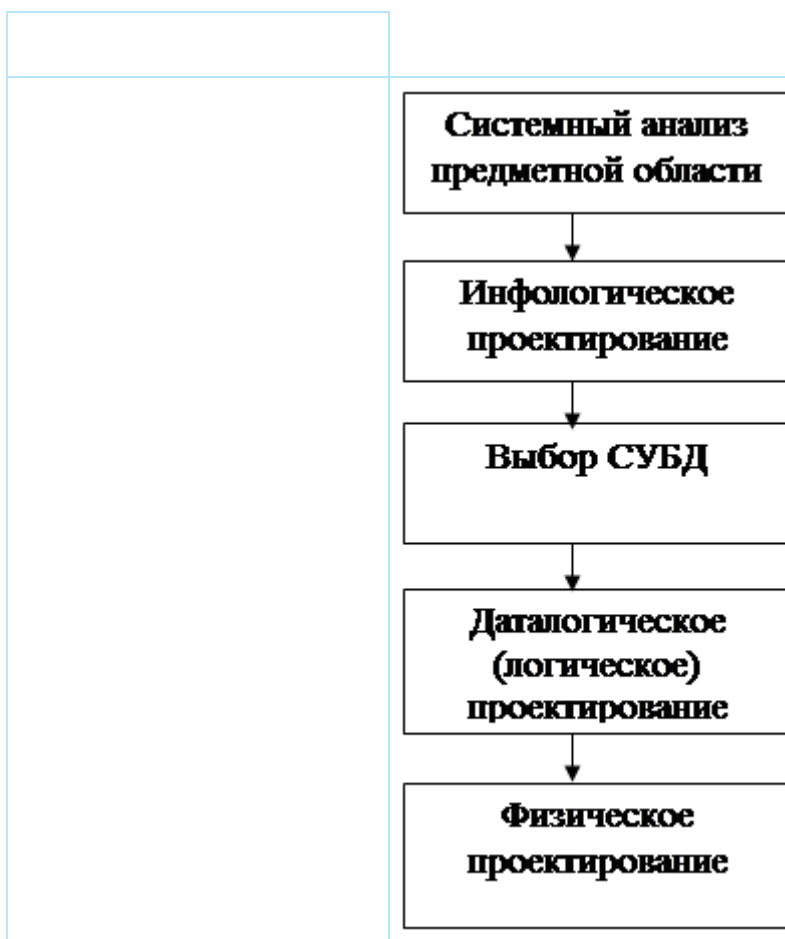 Системный анализ
предметной области
Инфологическое
проектирование
Выбор СУБД
Даталогическое
(логическое)
проектирование
Физическое
проектирование